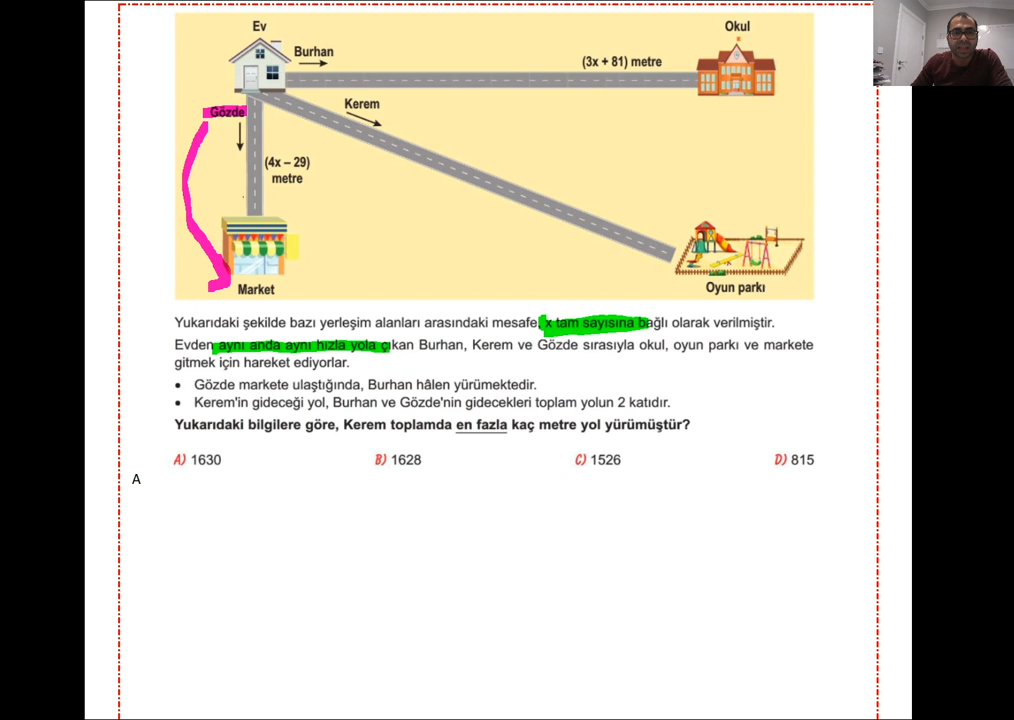 Ev
Okul
Burhan
(3x + 81) metre
Kerem
Gözde
(4x – 29)
metre
Market
Oyun parkı
Yukarıdaki şekilde bazı yerleşim alanları arasındaki mesafe, x tam sayısına bağlı olarak verilmiştir.
Evden aynı anda aynı hızla yola çıkan Burhan, Kerem ve Gözde sırasıyla okul, oyun parkı ve markete
gitmek için hareket ediyorlar.
• Gözde markete ulaştığında, Burhan hâlen yürümektedir.
• Kerem'in gideceği yol, Burhan ve Gözde'nin gidecekleri toplam yolun 2 katıdır.
Yukarıdaki bilgilere göre, Kerem toplamda en fazla kaç metre yol yürümüştür?
A) 1630 B) 1628 C) 1526 D) 815
A